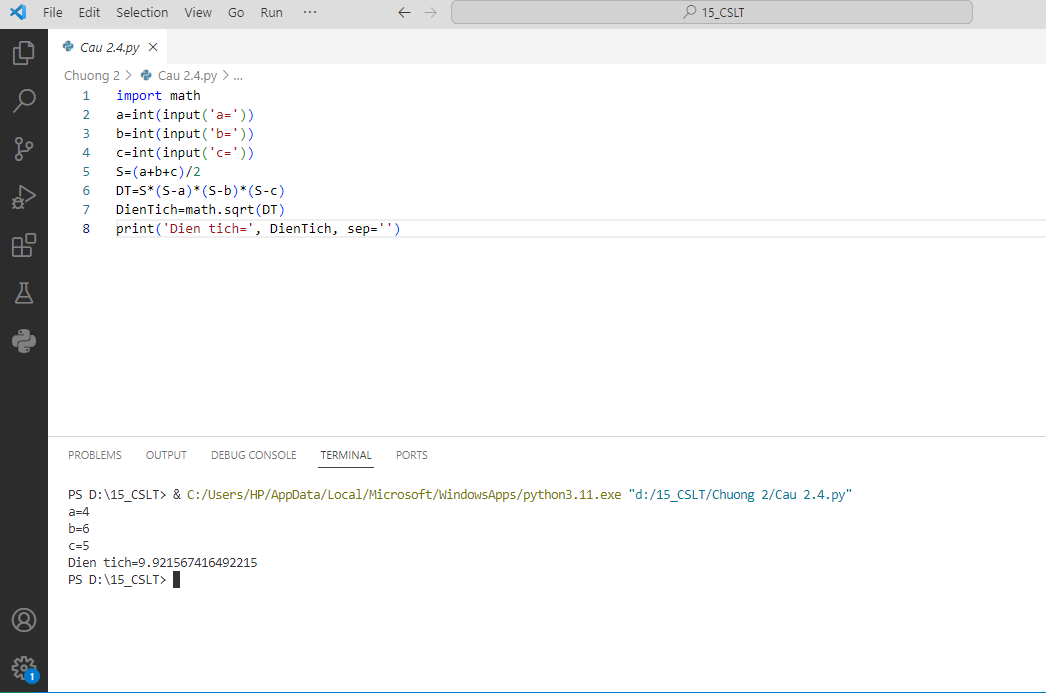 File Edit Selection View Go Run ··· 15_CSLT
Cau 2.4.py
Chuong 2 > Cau 2.4.py > ...
1 import math
2 a=int(input('a='))
3 b=int(input('b='))
4 c=int(input('c='))
5 S=(a+b+c)/2
6 DT=S*(S-a)*(S-b)*(S-c)
7 DienTich=math.sqrt(DT)
8 print('Dien tich=', DienTich, sep='')
PROBLEMS OUTPUT DEBUG CONSOLE TERMINAL PORTS
PS D:\15_CSLT> & C:/Users/HP/AppData/Local/Microsoft/WindowsApps/python3.11.exe "d:/15_CSLT/Chuong 2/Cau 2.4.py"
a=4
b=6
c=5
Dien tich=9.921567416492215
PS D:\15_CSLT>
1